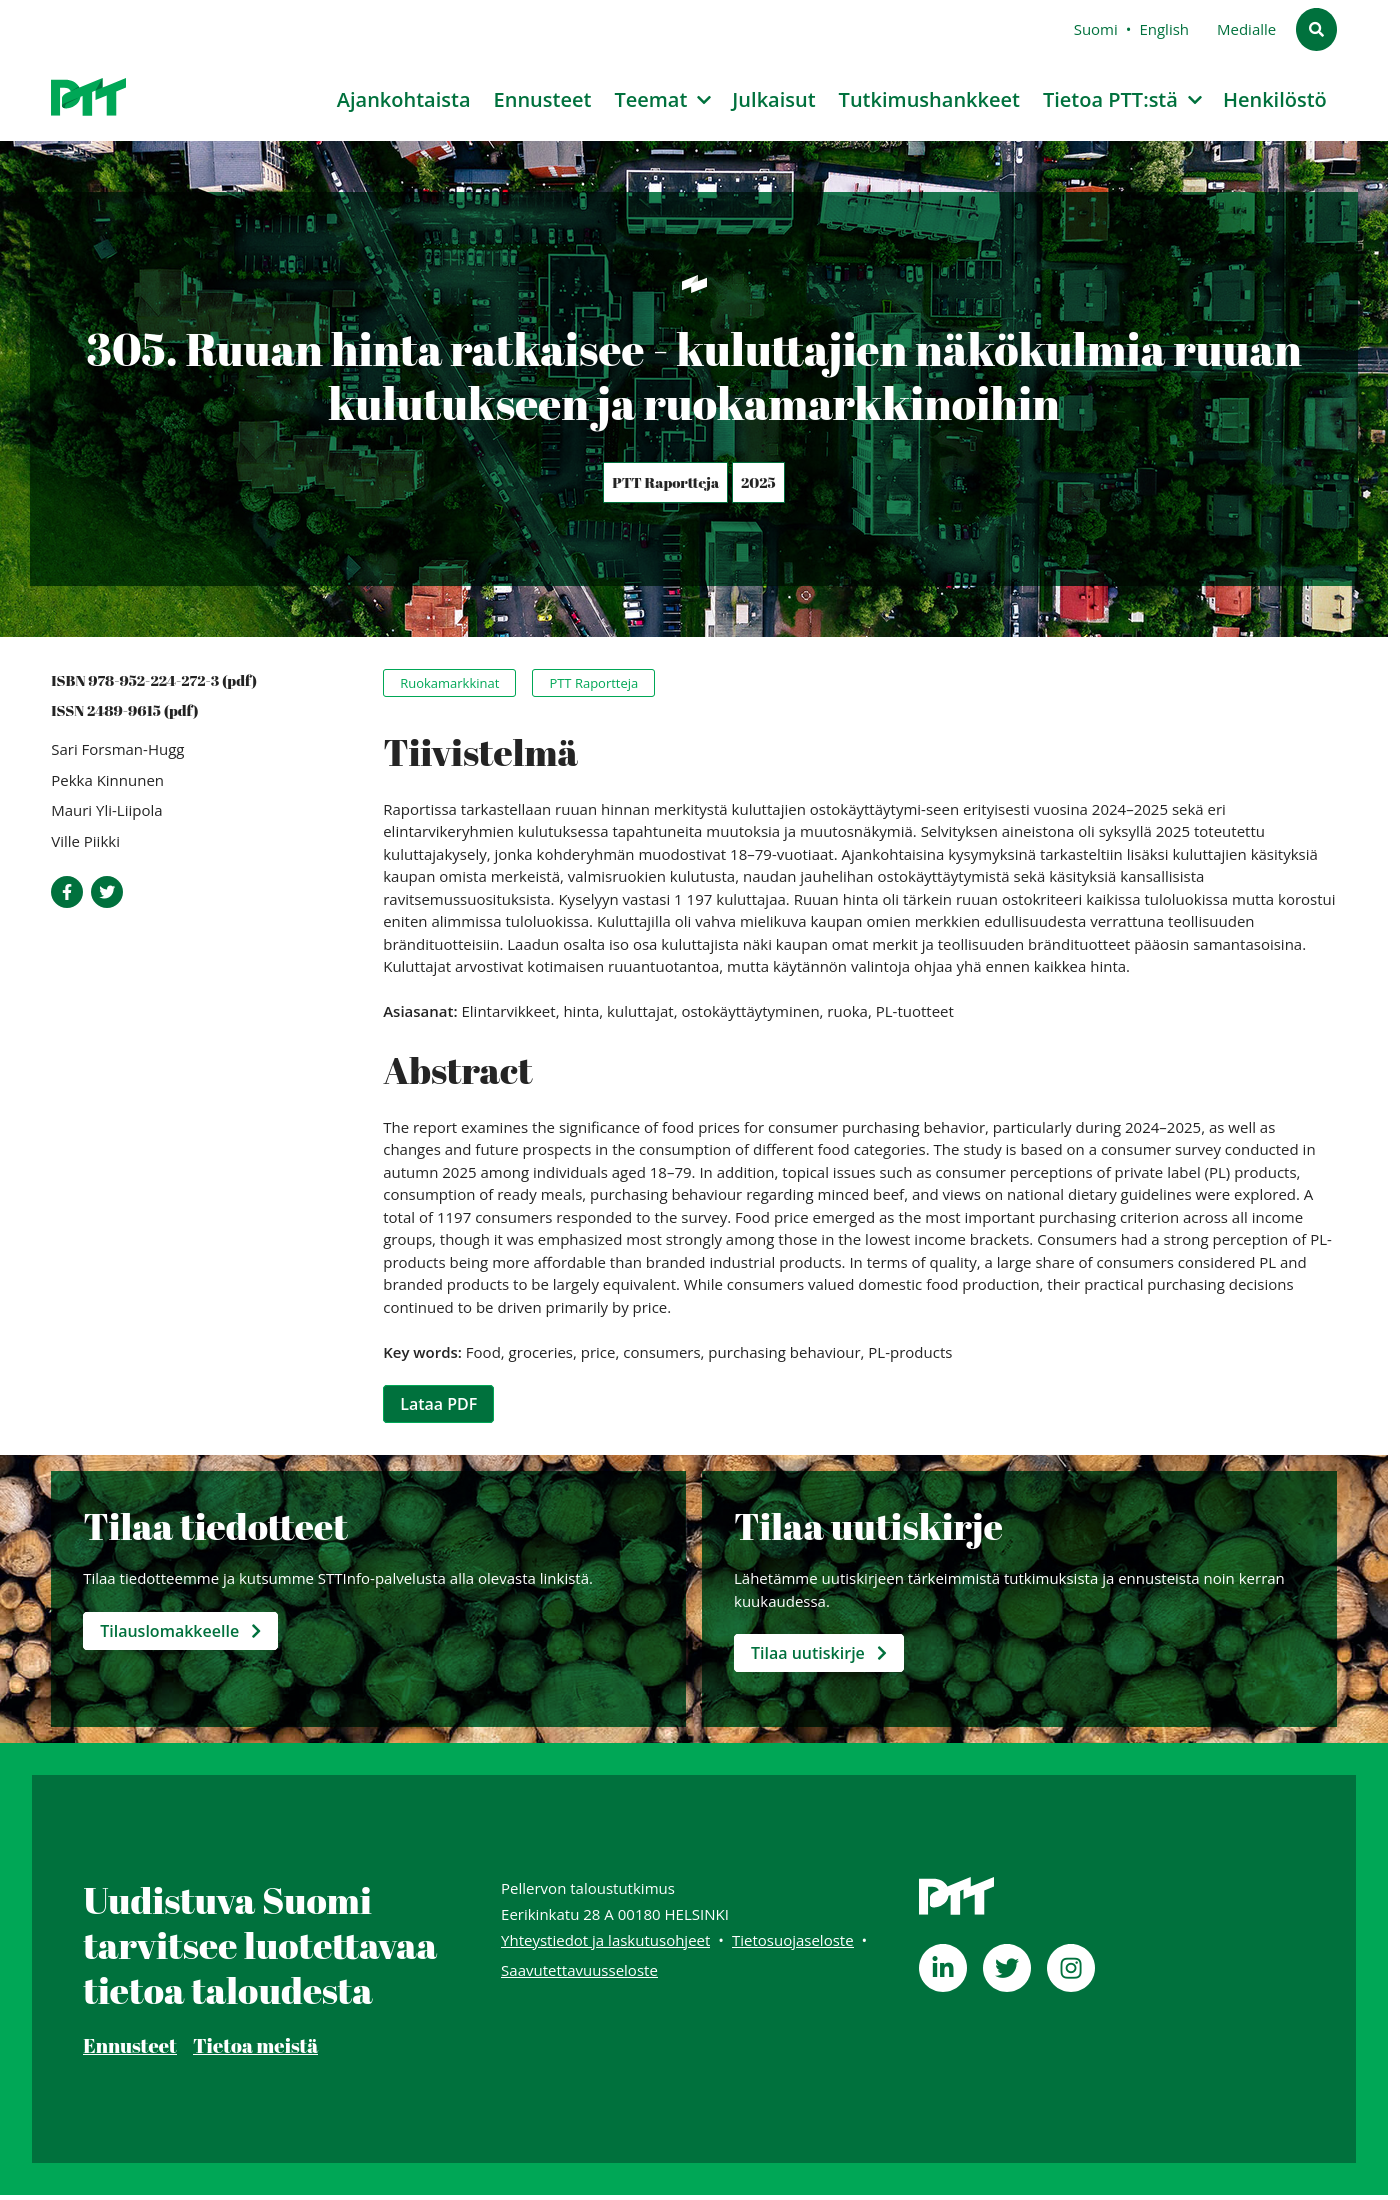 Suomi • English Medialle
PTT
Ajankohtaista Ennusteet Teemat Julkaisut Tutkimushankkeet Tietoa PTT:stä Henkilöstö
305. Ruuan hinta ratkaisee - kuluttajien näkökulmia ruuan
kulutukseen ja ruokamarkkinoihin
PTT Raportteja 2025
ISBN 978-952-224-272-3 (pdf)
ISSN 2489-9615 (pdf)
Sari Forsman-Hugg
Pekka Kinnunen
Mauri Yli-Liipola
Ville Piikki
Ruokamarkkinat PTT Raportteja
Tiivistelmä
Raportissa tarkastellaan ruuan hinnan merkitystä kuluttajien ostokäyttäytymi-seen erityisesti vuosina 2024–2025 sekä eri
elintarvikeryhmien kulutuksessa tapahtuneita muutoksia ja muutosnäkymiä. Selvityksen aineistona oli syksyllä 2025 toteutettu
kuluttajakysely, jonka kohderyhmän muodostivat 18–79-vuotiaat. Ajankohtaisina kysymyksinä tarkasteltiin lisäksi kuluttajien käsityksiä
kaupan omista merkeistä, valmisruokien kulutusta, naudan jauhelihan ostokäyttäytymistä sekä käsityksiä kansallisista
ravitsemussuosituksista. Kyselyyn vastasi 1 197 kuluttajaa. Ruuan hinta oli tärkein ruuan ostokriteeri kaikissa tuloluokissa mutta korostui
eniten alimmissa tuloluokissa. Kuluttajilla oli vahva mielikuva kaupan omien merkkien edullisuudesta verrattuna teollisuuden
brändituotteisiin. Laadun osalta iso osa kuluttajista näki kaupan omat merkit ja teollisuuden brändituotteet pääosin samantasoisina.
Kuluttajat arvostivat kotimaisen ruuantuotantoa, mutta käytännön valintoja ohjaa yhä ennen kaikkea hinta.
Asiasanat: Elintarvikkeet, hinta, kuluttajat, ostokäyttäytyminen, ruoka, PL-tuotteet
Abstract
The report examines the significance of food prices for consumer purchasing behavior, particularly during 2024–2025, as well as
changes and future prospects in the consumption of different food categories. The study is based on a consumer survey conducted in
autumn 2025 among individuals aged 18–79. In addition, topical issues such as consumer perceptions of private label (PL) products,
consumption of ready meals, purchasing behaviour regarding minced beef, and views on national dietary guidelines were explored. A
total of 1197 consumers responded to the survey. Food price emerged as the most important purchasing criterion across all income
groups, though it was emphasized most strongly among those in the lowest income brackets. Consumers had a strong perception of PL-
products being more affordable than branded industrial products. In terms of quality, a large share of consumers considered PL and
branded products to be largely equivalent. While consumers valued domestic food production, their practical purchasing decisions
continued to be driven primarily by price.
Key words: Food, groceries, price, consumers, purchasing behaviour, PL-products
Lataa PDF
Tilaa tiedotteet
Tilaa tiedotteemme ja kutsumme STTInfo-palvelusta alla olevasta linkistä.
Tilauslomakkeelle
Tilaa uutiskirje
Lähetämme uutiskirjeen tärkeimmistä tutkimuksista ja ennusteista noin kerran
kuukaudessa.
Tilaa uutiskirje
Uudistuva Suomi
tarvitsee luotettavaa
tietoa taloudesta
Ennusteet Tietoa meistä
Pellervon taloustutkimus
Eerikinkatu 28 A 00180 HELSINKI
Yhteystiedot ja laskutusohjeet • Tietosuojaseloste •
Saavutettavuusseloste
PTT